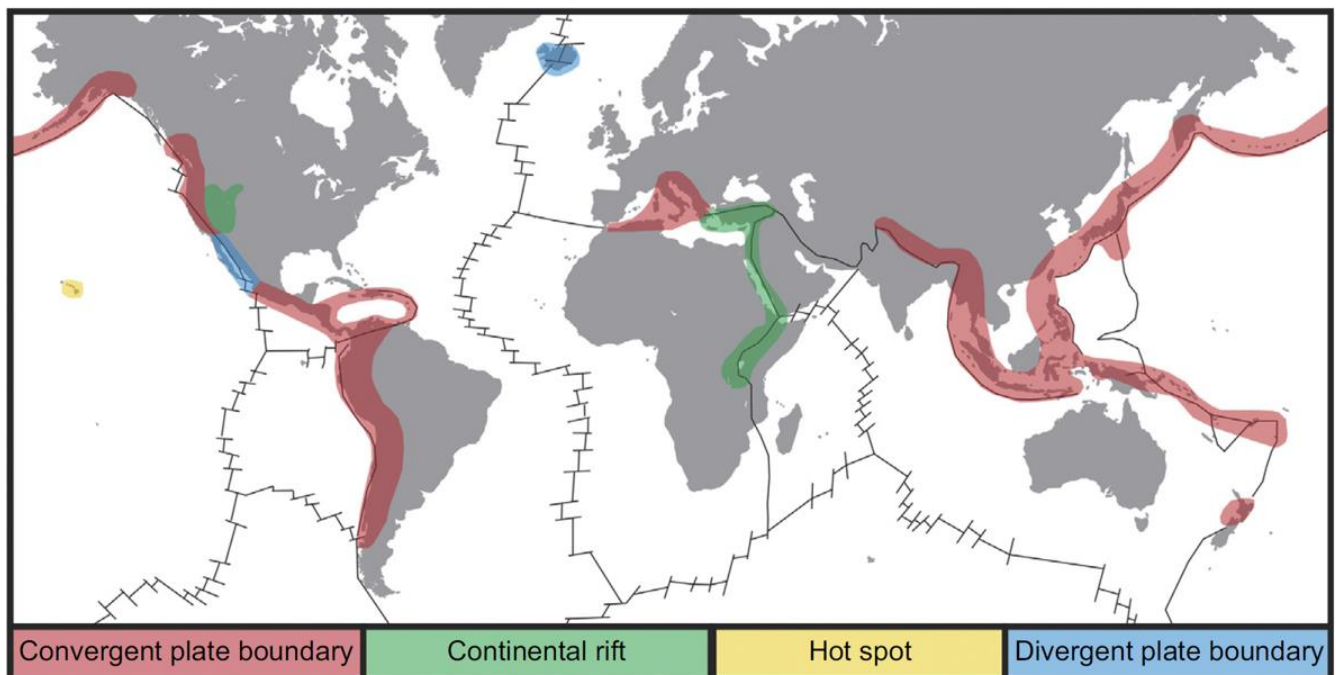 Convergent plate boundary
Continental rift
Hot spot
Divergent plate boundary